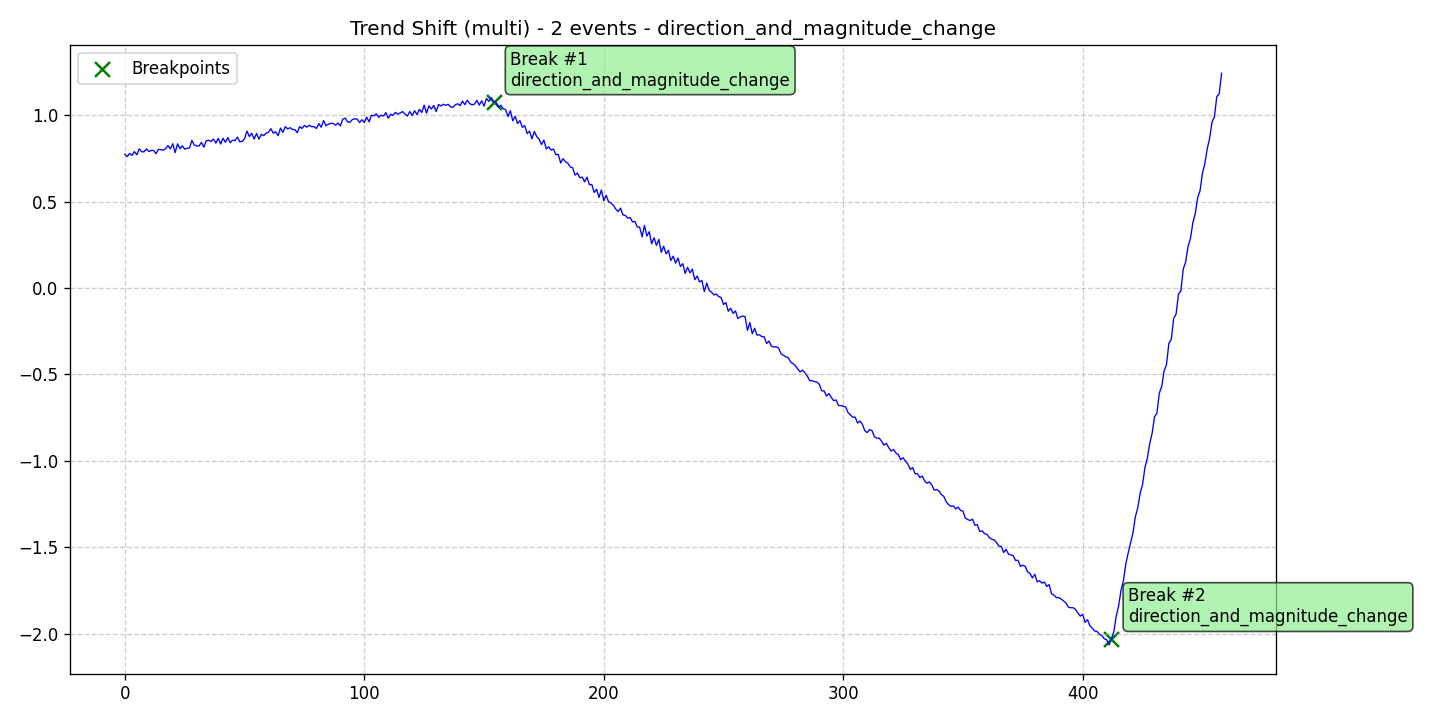 Trend Shift (multi) - 2 events - direction_and_magnitude_change
Breakpoints
Break #1
direction_and_magnitude_change
1.0
0.5
0.0
−0.5
−1.0
−1.5
−2.0
Break #2
direction_and_magnitude_change
0
100
200
300
400